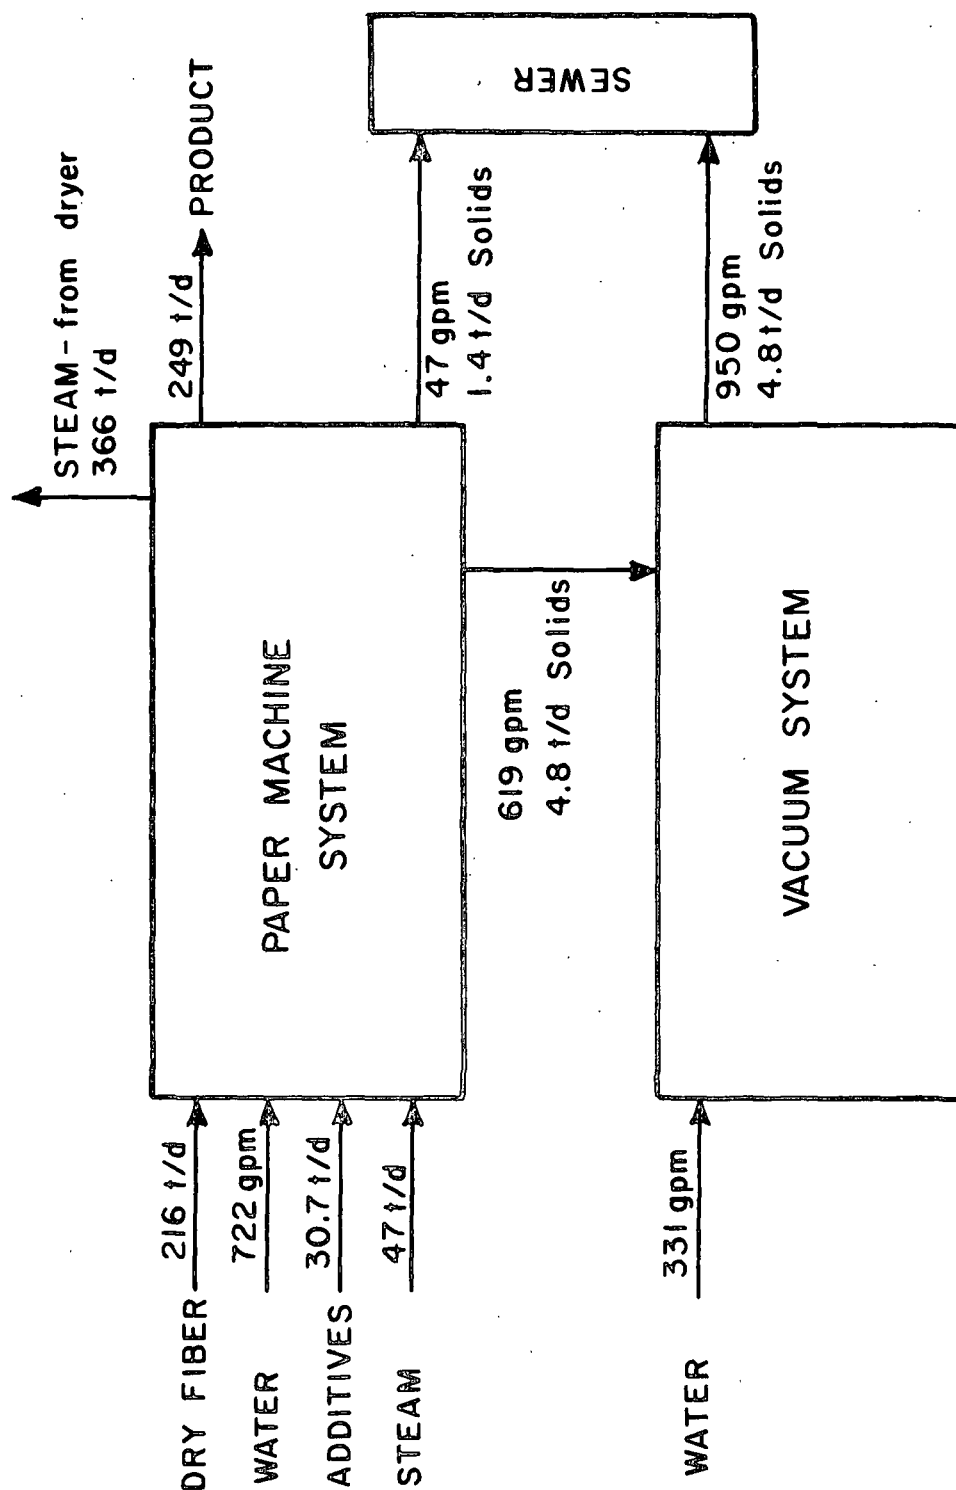 STEAM-from dryer
366 t/d
249 t/d
PRODUCT
DRY FIBER
216 t/d
WATER
722 gpm
ADDITIVES
30.7 t/d
STEAM
47 t/d
PAPER MACHINE
SYSTEM
47 gpm
1.4 t/d Solids
SEWER
619 gpm
4.8 t/d Solids
WATER
331 gpm
VACUUM SYSTEM
950 gpm
4.8 t/d Solids